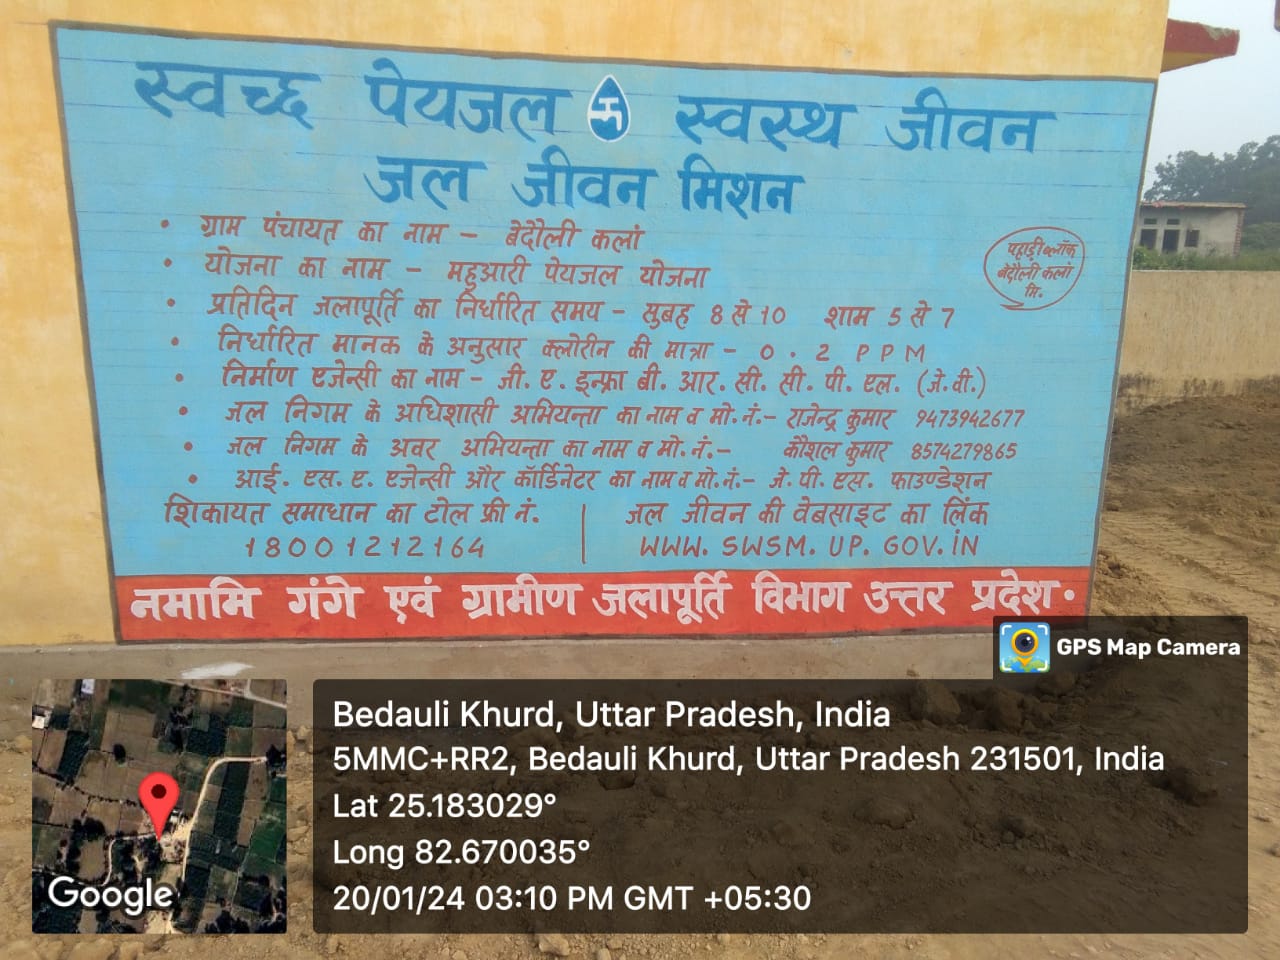 स्वच्छ पेयजल स्वस्थ जीवन
जल जीवन मिशन
• ग्राम पंचायत का नाम – बेदौली कलां
• योजना का नाम – महुआरी पेयजल योजना
• प्रतिदिन जलापूर्ति का निर्धारित समय – सुबह 8 से 10 शाम 5 से 7
• निर्धारित मानक के अनुसार क्लोरीन की मात्रा – 0.2 PPM
• निर्माण एजेन्सी का नाम – जी. ए. इन्फ्रा बी. आर. सी. सी. पी. एल. (जे.वी.)
• जल निगम के अधिशासी अभियन्ता का नाम व मो.नं.– राजेन्द्र कुमार 9473942677
• जल निगम के अवर अभियन्ता का नाम व मो.नं.– कौशल कुमार 8574279865
• आई. एस. ए. एजेन्सी और कॉर्डिनेटर का नाम व मो.नं.– जे. पी. एस. फाउण्डेशन
पहाड़ी ब्लॉक
बेदौली कलां
मि.
शिकायत समाधान का टोल फ्री नं.
18001212164
जल जीवन की वेबसाइट का लिंक
WWW. SWSM. UP. GOV. IN
नमामि गंगे एवं ग्रामीण जलापूर्ति विभाग उत्तर प्रदेश.
GPS Map Camera
Bedauli Khurd, Uttar Pradesh, India
5MMC+RR2, Bedauli Khurd, Uttar Pradesh 231501, India
Lat 25.183029°
Long 82.670035°
20/01/24 03:10 PM GMT +05:30
Google